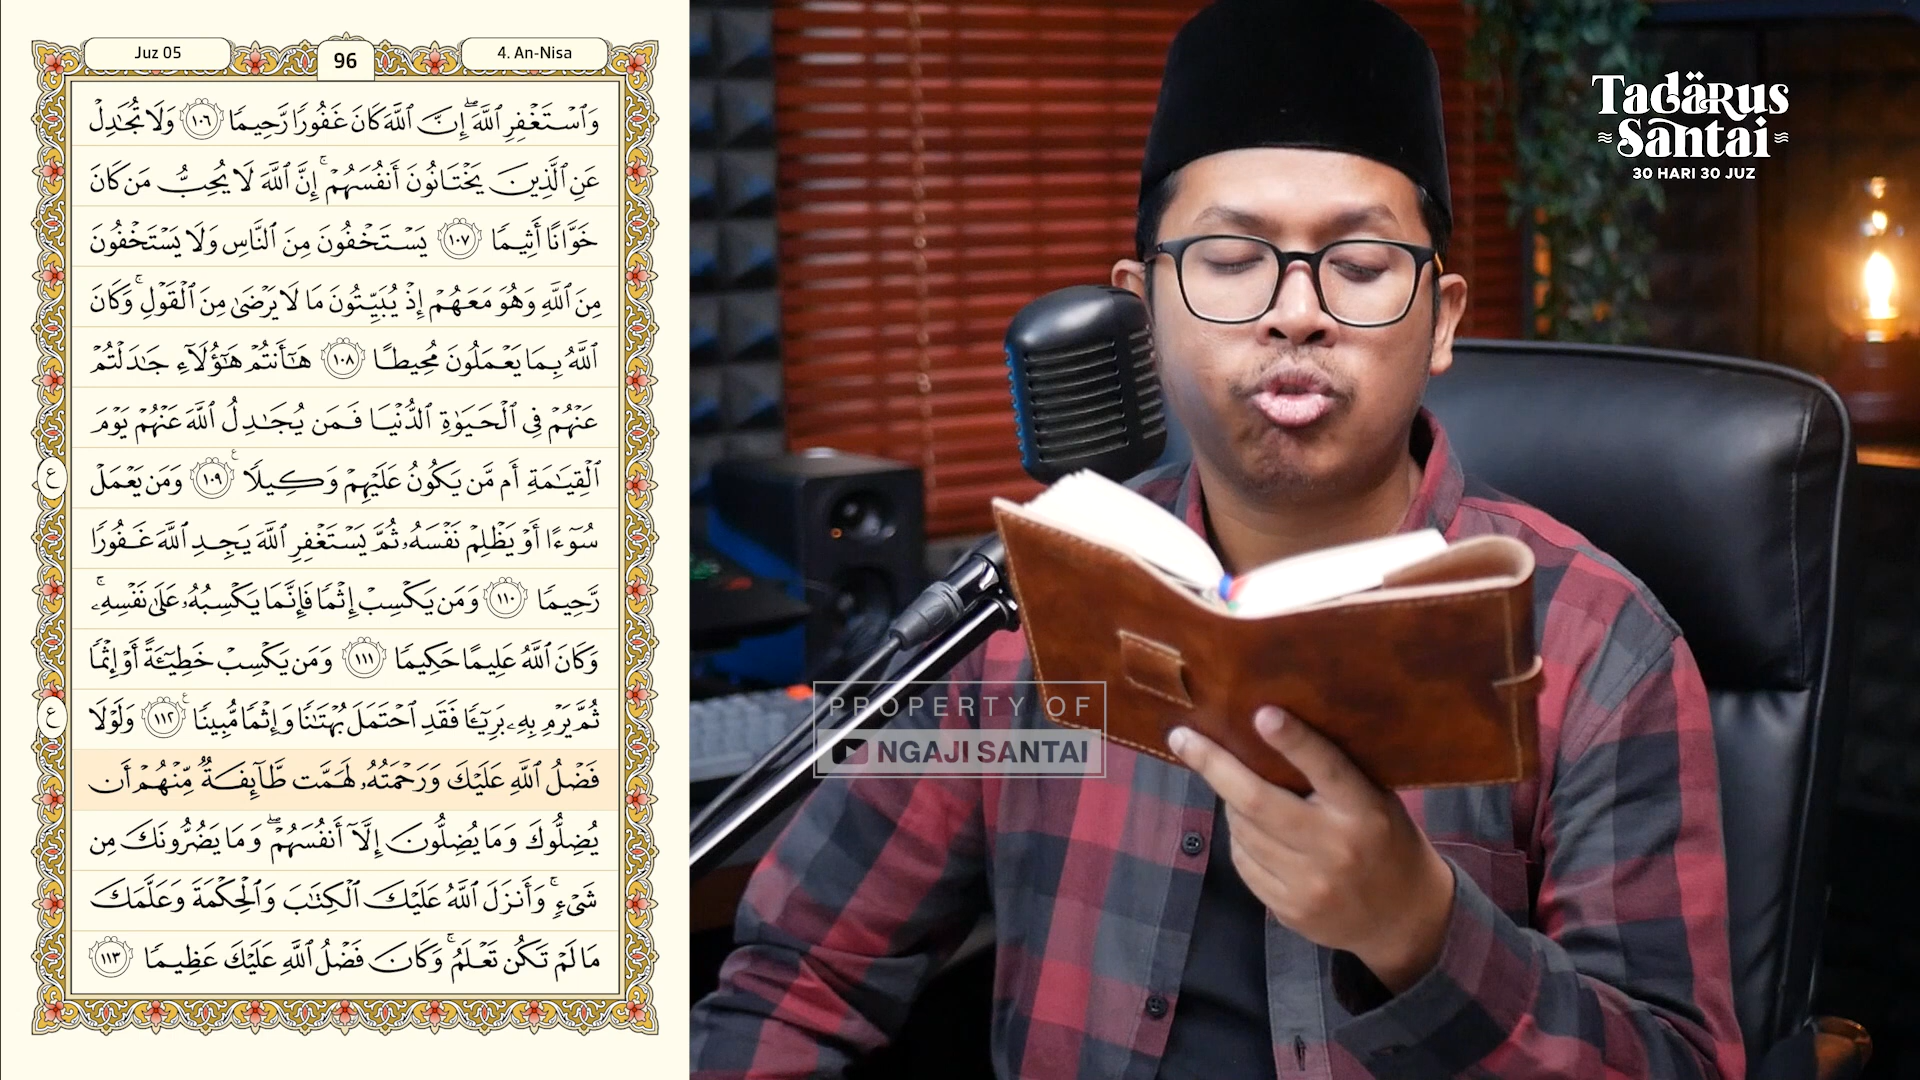 Juz 05
96
4. An-Nisa
وَٱسۡتَغۡفِرِ ٱللَّهَۖ إِنَّ ٱللَّهَ كَانَ غَفُورٗا رَّحِيمٗا ١٠٦ وَلَا تُجَٰدِلۡ
عَنِ ٱلَّذِينَ يَخۡتَانُونَ أَنفُسَهُمۡۚ إِنَّ ٱللَّهَ لَا يُحِبُّ مَن كَانَ
خَوَّانًا أَثِيمٗا ١٠٧ يَسۡتَخۡفُونَ مِنَ ٱلنَّاسِ وَلَا يَسۡتَخۡفُونَ
مِنَ ٱللَّهِ وَهُوَ مَعَهُمۡ إِذۡ يُبَيِّتُونَ مَا لَا يَرۡضَىٰ مِنَ ٱلۡقَوۡلِۚ وَكَانَ
ٱللَّهُ بِمَا يَعۡمَلُونَ مُحِيطًا ١٠٨ هَٰٓأَنتُمۡ هَٰٓؤُلَآءِ جَٰدَلۡتُمۡ
عَنۡهُمۡ فِي ٱلۡحَيَوٰةِ ٱلدُّنۡيَا فَمَن يُجَٰدِلُ ٱللَّهَ عَنۡهُمۡ يَوۡمَ
ٱلۡقِيَٰمَةِ أَم مَّن يَكُونُ عَلَيۡهِمۡ وَكِيلٗا ١٠٩ وَمَن يَعۡمَلۡ
ع
سُوٓءًا أَوۡ يَظۡلِمۡ نَفۡسَهُۥ ثُمَّ يَسۡتَغۡفِرِ ٱللَّهَ يَجِدِ ٱللَّهَ غَفُورٗا
رَّحِيمٗا ١١٠ وَمَن يَكۡسِبۡ إِثۡمٗا فَإِنَّمَا يَكۡسِبُهُۥ عَلَىٰ نَفۡسِهِۦۚ
وَكَانَ ٱللَّهُ عَلِيمًا حَكِيمٗا ١١١ وَمَن يَكۡسِبۡ خَطِيٓـَٔةً أَوۡ إِثۡمٗا
ثُمَّ يَرۡمِ بِهِۦ بَرِيٓـٔٗا فَقَدِ ٱحۡتَمَلَ بُهۡتَٰنٗا وَإِثۡمٗا مُّبِينٗا ١١٢ وَلَوۡلَا
ع
فَضۡلُ ٱللَّهِ عَلَيۡكَ وَرَحۡمَتُهُۥ لَهَمَّت طَّآئِفَةٞ مِّنۡهُمۡ أَن
يُضِلُّوكَ وَمَا يُضِلُّونَ إِلَّآ أَنفُسَهُمۡۖ وَمَا يَضُرُّونَكَ مِن
شَيۡءٖۚ وَأَنزَلَ ٱللَّهُ عَلَيۡكَ ٱلۡكِتَٰبَ وَٱلۡحِكۡمَةَ وَعَلَّمَكَ
مَا لَمۡ تَكُن تَعۡلَمُۚ وَكَانَ فَضۡلُ ٱللَّهِ عَلَيۡكَ عَظِيمٗا ١١٣
Tadärus
Santai
30 HARI 30 JUZ
PROPERTY OF
NGAJI SANTAI